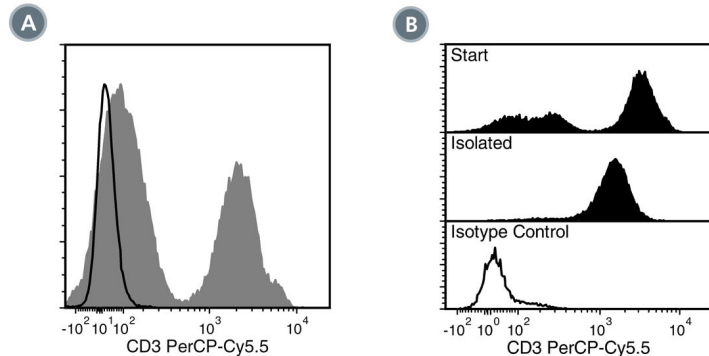 A
B
Start
Isolated
Isotype Control
-10² 10¹ 10² 10³ 10⁴
CD3 PerCP-Cy5.5
-10² 10⁰ 10² 10³ 10⁴
CD3 PerCP-Cy5.5